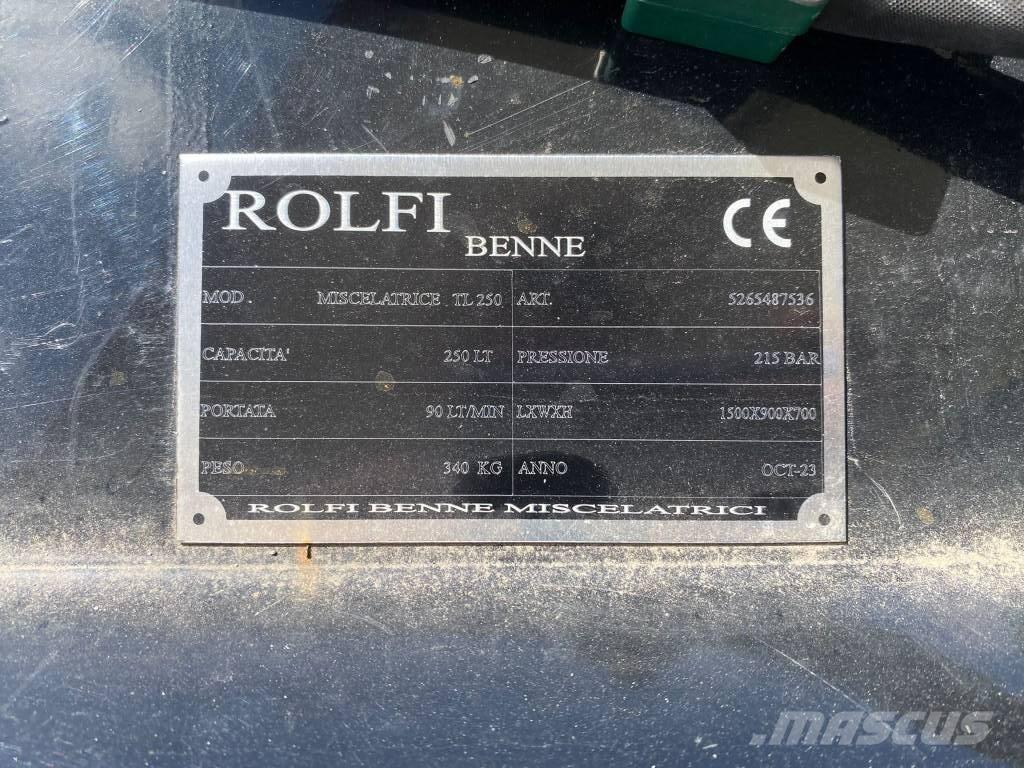 ROLFI
BENNE
CE
MOD. MISCELATRICE TL 250 ART. 5265487536
CAPACITA' 250 LT PRESSIONE 215 BAR
PORTATA 90 LT/MIN LXWXH 1500X900X700
PESO 340 KG ANNO OCT-23
ROLFI BENNE MISCELATRICI
MASCUS